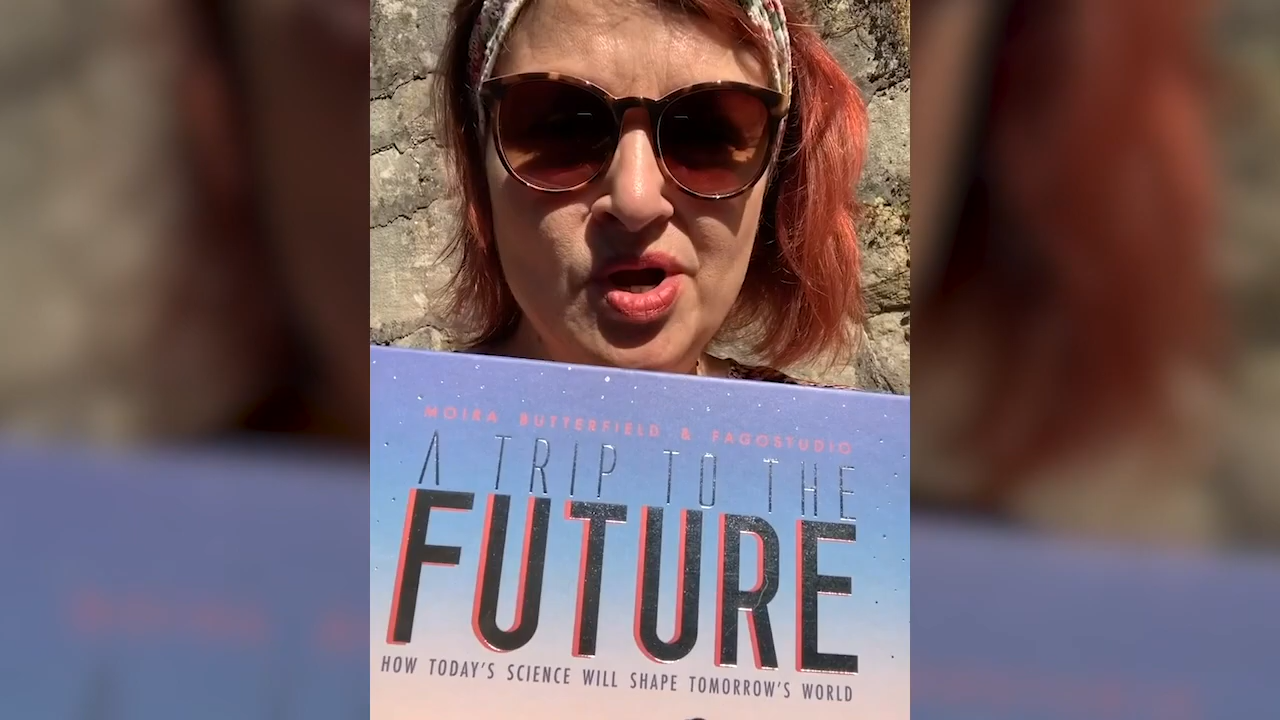 MOIRA BUTTERFIELD & FAGOSTUDIO
A TRIP TO THE
FUTURE
HOW TODAY'S SCIENCE WILL SHAPE TOMORROW'S WORLD